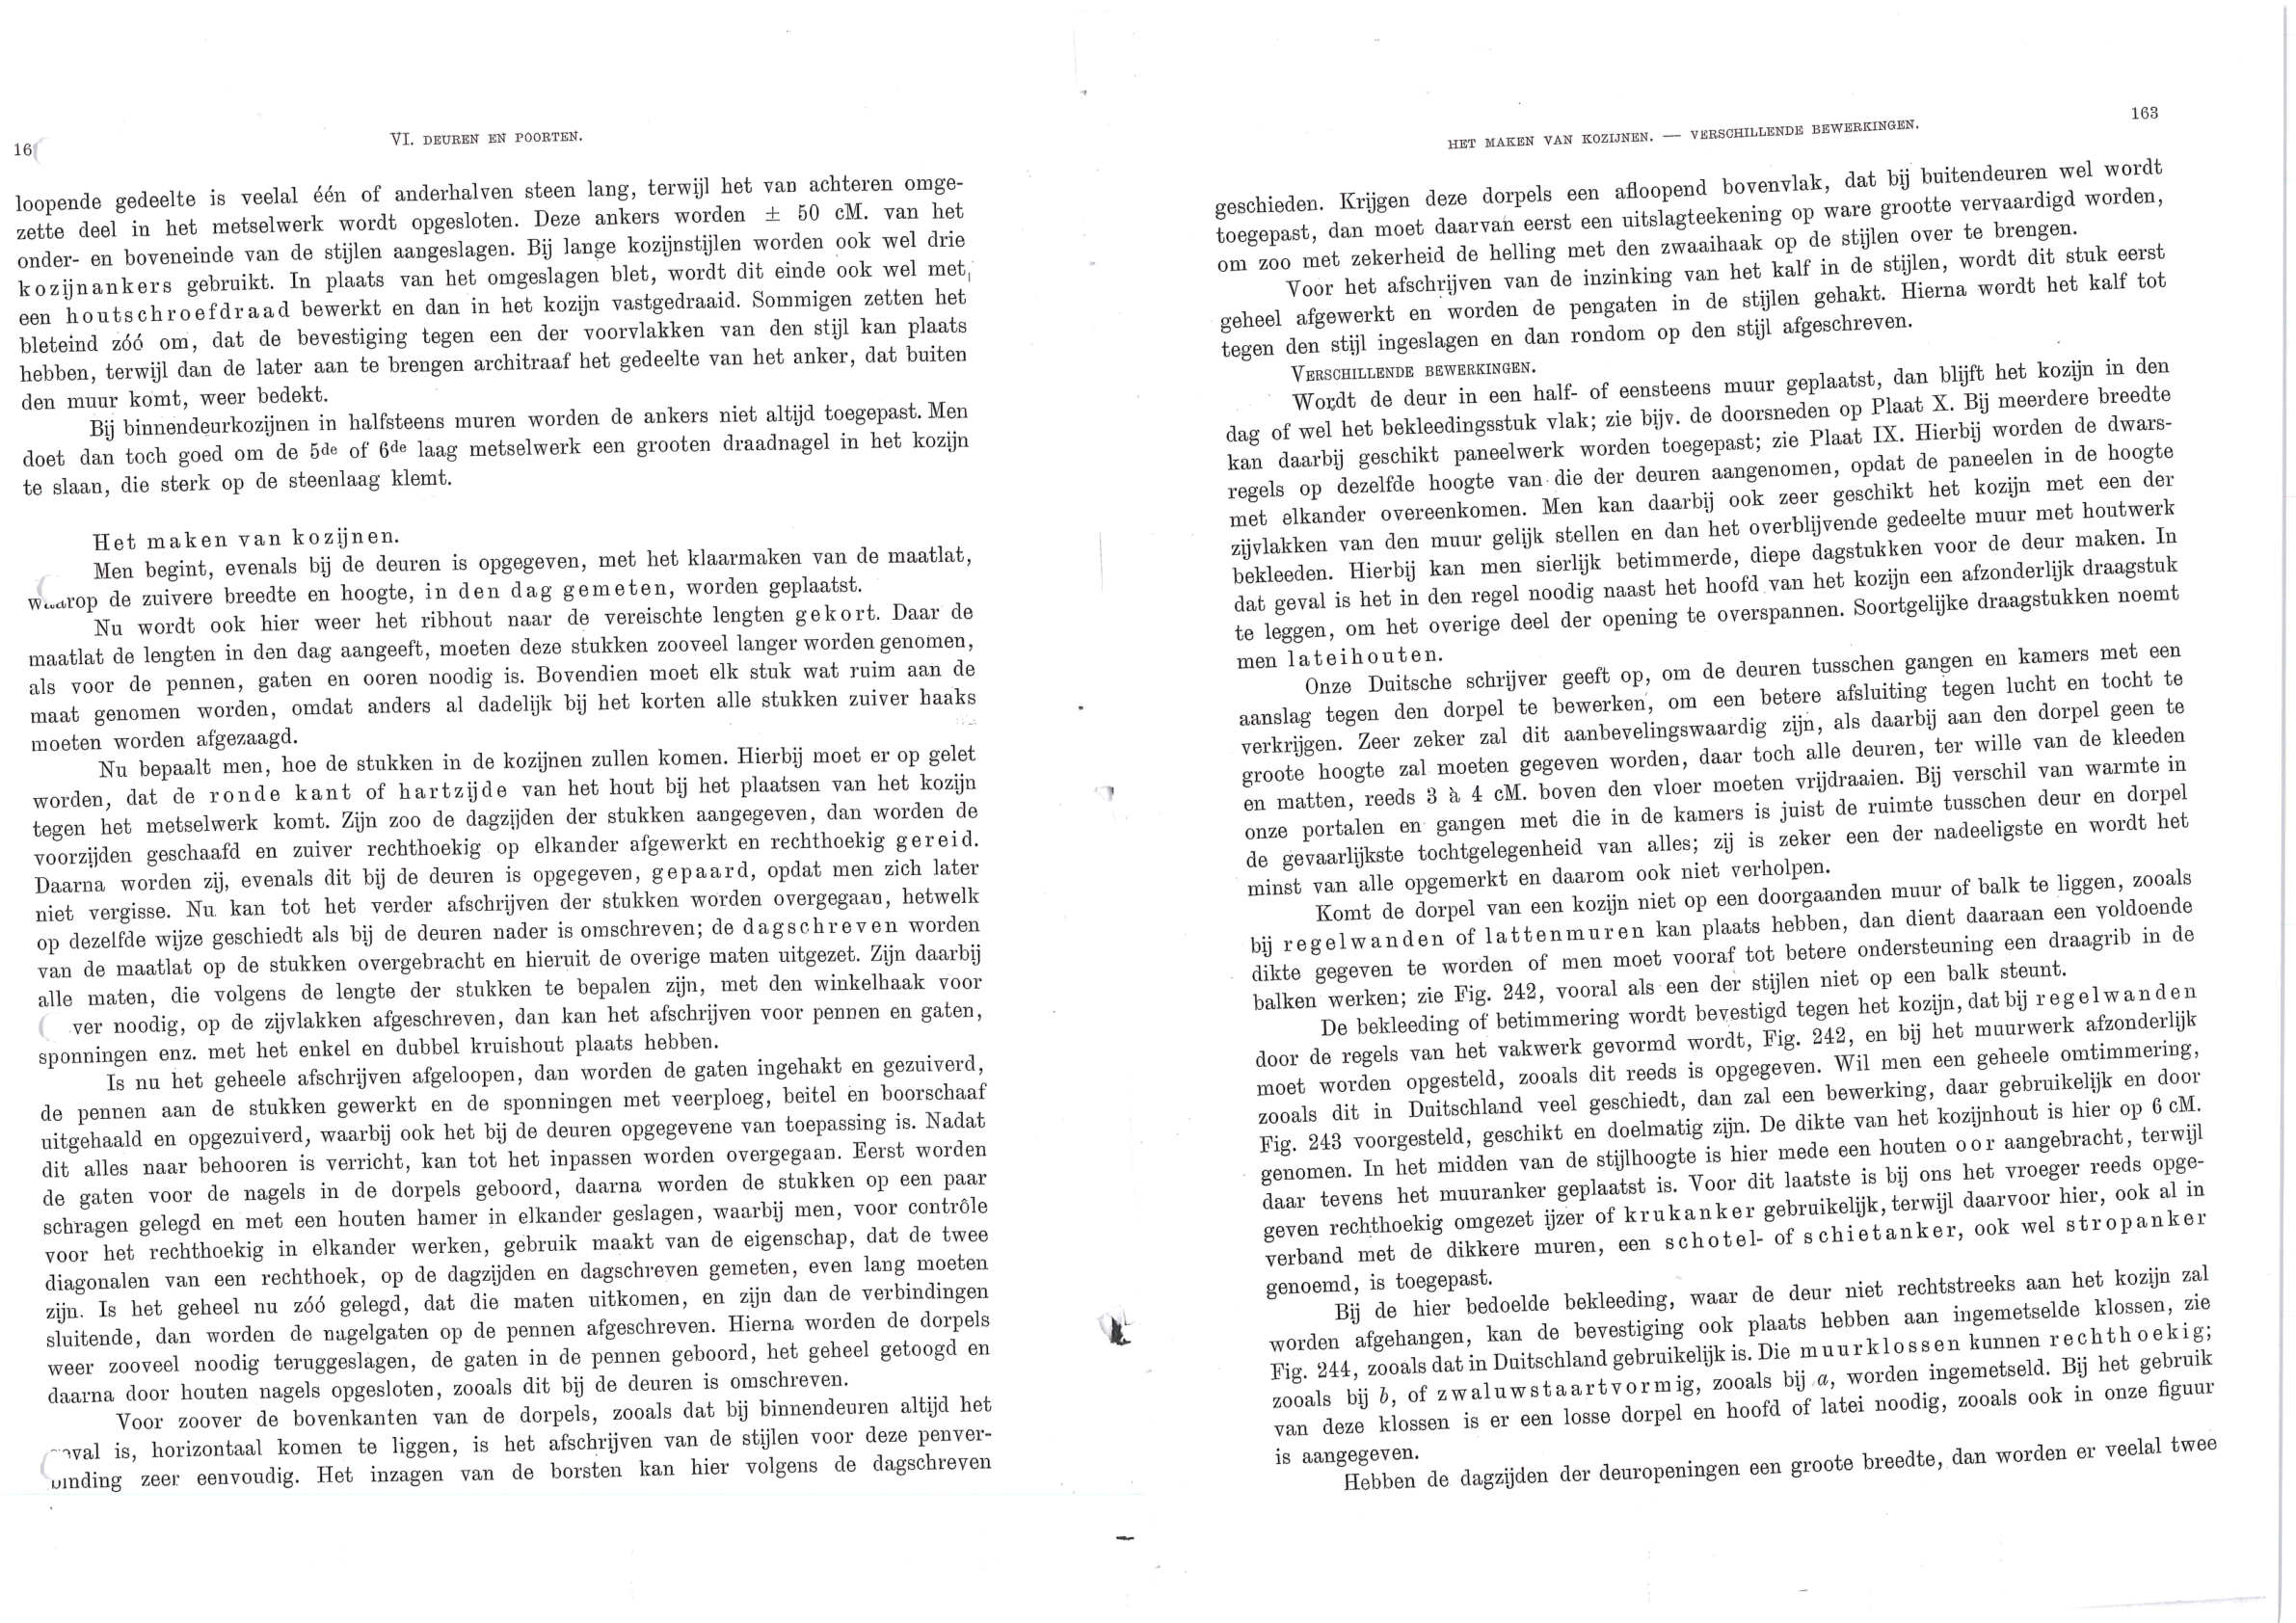 16
VI. DEUREN EN POORTEN.
loopende gedeelte is veelal één of anderhalven steen lang, terwijl het van achteren omge-
zette deel in het metselwerk wordt opgesloten. Deze ankers worden ± 50 cM. van het
onder- en boveneinde van de stijlen aangeslagen. Bij lange kozijnstijlen worden ook wel drie
kozijnankers gebruikt. In plaats van het omgeslagen blet, wordt dit einde ook wel met
een houtschroefdraad bewerkt en dan in het kozijn vastgedraaid. Sommigen zetten het
bleteind zóó om, dat de bevestiging tegen een der voorvlakken van den stijl kan plaats
hebben, terwijl dan de later aan te brengen architraaf het gedeelte van het anker, dat buiten
den muur komt, weer bedekt.
Bij binnendeurkozijnen in halfsteens muren worden de ankers niet altijd toegepast. Men
doet dan toch goed om de 5de of 6de laag metselwerk een grooten draadnagel in het kozijn
te slaan, die sterk op de steenlaag klemt.
Het maken van kozijnen.
Men begint, evenals bij de deuren is opgegeven, met het klaarmaken van de maatlat,
waarop de zuivere breedte en hoogte, in den dag gemeten, worden geplaatst.
Nu wordt ook hier weer het ribhout naar de vereischte lengten gekort. Daar de
maatlat de lengten in den dag aangeeft, moeten deze stukken zooveel langer worden genomen,
als voor de pennen, gaten en ooren noodig is. Bovendien moet elk stuk wat ruim aan de
maat genomen worden, omdat anders al dadelijk bij het korten alle stukken zuiver haaks
moeten worden afgezaagd.
Nu bepaalt men, hoe de stukken in de kozijnen zullen komen. Hierbij moet er op gelet
worden, dat de ronde kant of hartzijde van het hout bij het plaatsen van het kozijn
tegen het metselwerk komt. Zijn zoo de dagzijden der stukken aangegeven, dan worden de
voorzijden geschaafd en zuiver rechthoekig op elkander afgewerkt en rechthoekig gereid.
Daarna worden zij, evenals dit bij de deuren is opgegeven, gepaard, opdat men zich later
niet vergisse. Nu kan tot het verder afschrijven der stukken worden overgegaan, hetwelk
op dezelfde wijze geschiedt als bij de deuren nader is omschreven; de dagschreven worden
van de maatlat op de stukken overgebracht en hieruit de overige maten uitgezet. Zijn daarbij
alle maten, die volgens de lengte der stukken te bepalen zijn, met den winkelhaak voor
ver noodig, op de zijvlakken afgeschreven, dan kan het afschrijven voor pennen en gaten,
sponningen enz. met het enkel en dubbel kruishout plaats hebben.
Is nu het geheele afschrijven afgeloopen, dan worden de gaten ingehakt en gezuiverd,
de pennen aan de stukken gewerkt en de sponningen met veerploeg, beitel en boorschaaf
uitgehaald en opgezuiverd, waarbij ook het bij de deuren opgegevene van toepassing is. Nadat
dit alles naar behooren is verricht, kan tot het inpassen worden overgegaan. Eerst worden
de gaten voor de nagels in de dorpels geboord, daarna worden de stukken op een paar
schragen gelegd en met een houten hamer in elkander geslagen, waarbij men, voor contrôle
voor het rechthoekig in elkander werken, gebruik maakt van de eigenschap, dat de twee
diagonalen van een rechthoek, op de dagzijden en dagschreven gemeten, even lang moeten
zijn. Is het geheel nu zóó gelegd, dat die maten uitkomen, en zijn dan de verbindingen
sluitende, dan worden de nagelgaten op de pennen afgeschreven. Hierna worden de dorpels
weer zooveel noodig teruggeslagen, de gaten in de pennen geboord, het geheel getoogd en
daarna door houten nagels opgesloten, zooals dit bij de deuren is omschreven.
Voor zoover de bovenkanten van de dorpels, zooals dat bij binnendeuren altijd het
val is, horizontaal komen te liggen, is het afschrijven van de stijlen voor deze penver-
binding zeer eenvoudig. Het inzagen van de borsten kan hier volgens de dagschreven
HET MAKEN VAN KOZIJNEN. — VERSCHILLENDE BEWERKINGEN.
163
geschieden. Krijgen deze dorpels een afloopend bovenvlak, dat bij buitendeuren wel wordt
toegepast, dan moet daarvan eerst een uitslagteekening op ware grootte vervaardigd worden,
om zoo met zekerheid de helling met den zwaaihaak op de stijlen over te brengen.
Voor het afschrijven van de inzinking van het kalf in de stijlen, wordt dit stuk eerst
geheel afgewerkt en worden de pengaten in de stijlen gehakt. Hierna wordt het kalf tot
tegen den stijl ingeslagen en dan rondom op den stijl afgeschreven.
VERSCHILLENDE BEWERKINGEN.
Wordt de deur in een half- of eensteens muur geplaatst, dan blijft het kozijn in den
dag of wel het bekleedingsstuk vlak; zie bijv. de doorsneden op Plaat X. Bij meerdere breedte
kan daarbij geschikt paneelwerk worden toegepast; zie Plaat IX. Hierbij worden de dwars-
regels op dezelfde hoogte van die der deuren aangenomen, opdat de paneelen in de hoogte
met elkander overeenkomen. Men kan daarbij ook zeer geschikt het kozijn met een der
zijvlakken van den muur gelijk stellen en dan het overblijvende gedeelte muur met houtwerk
bekleeden. Hierbij kan men sierlijk betimmerde, diepe dagstukken voor de deur maken. In
dat geval is het in den regel noodig naast het hoofd van het kozijn een afzonderlijk draagstuk
te leggen, om het overige deel der opening te overspannen. Soortgelijke draagstukken noemt
men lateihouten.
Onze Duitsche schrijver geeft op, om de deuren tusschen gangen en kamers met een
aanslag tegen den dorpel te bewerken, om een betere afsluiting tegen lucht en tocht te
verkrijgen. Zeer zeker zal dit aanbevelingswaardig zijn, als daarbij aan den dorpel geen te
groote hoogte zal moeten gegeven worden, daar toch alle deuren, ter wille van de kleeden
en matten, reeds 3 à 4 cM. boven den vloer moeten vrijdraaien. Bij verschil van warmte in
onze portalen en gangen met die in de kamers is juist de ruimte tusschen deur en dorpel
de gevaarlijkste tochtgelegenheid van alles; zij is zeker een der nadeeligste en wordt het
minst van alle opgemerkt en daarom ook niet verholpen.
Komt de dorpel van een kozijn niet op een doorgaanden muur of balk te liggen, zooals
bij regelwanden of lattenmuren kan plaats hebben, dan dient daaraan een voldoende
dikte gegeven te worden of men moet vooraf tot betere ondersteuning een draagrib in de
balken werken; zie Fig. 242, vooral als een der stijlen niet op een balk steunt.
De bekleeding of betimmering wordt bevestigd tegen het kozijn, dat bij regelwanden
door de regels van het vakwerk gevormd wordt, Fig. 242, en bij het muurwerk afzonderlijk
moet worden opgesteld, zooals dit reeds is opgegeven. Wil men een geheele omtimmering,
zooals dit in Duitschland veel geschiedt, dan zal een bewerking, daar gebruikelijk en door
Fig. 243 voorgesteld, geschikt en doelmatig zijn. De dikte van het kozijnhout is hier op 6 cM.
genomen. In het midden van de stijlhoogte is hier mede een houten oor aangebracht, terwijl
daar tevens het muuranker geplaatst is. Voor dit laatste is bij ons het vroeger reeds opge-
geven rechthoekig omgezet ijzer of krukanker gebruikelijk, terwijl daarvoor hier, ook al in
verband met de dikkere muren, een schotel- of schietanker, ook wel stropanker
genoemd, is toegepast.
Bij de hier bedoelde bekleeding, waar de deur niet rechtstreeks aan het kozijn zal
worden afgehangen, kan de bevestiging ook plaats hebben aan ingemetselde klossen, zie
Fig. 244, zooals dat in Duitschland gebruikelijk is. Die muurklossen kunnen rechthoekig;
zooals bij b, of zwaluwstaartvormig, zooals bij a, worden ingemetseld. Bij het gebruik
van deze klossen is er een losse dorpel en hoofd of latei noodig, zooals ook in onze figuur
is aangegeven.
Hebben de dagzijden der deuropeningen een groote breedte, dan worden er veelal twee